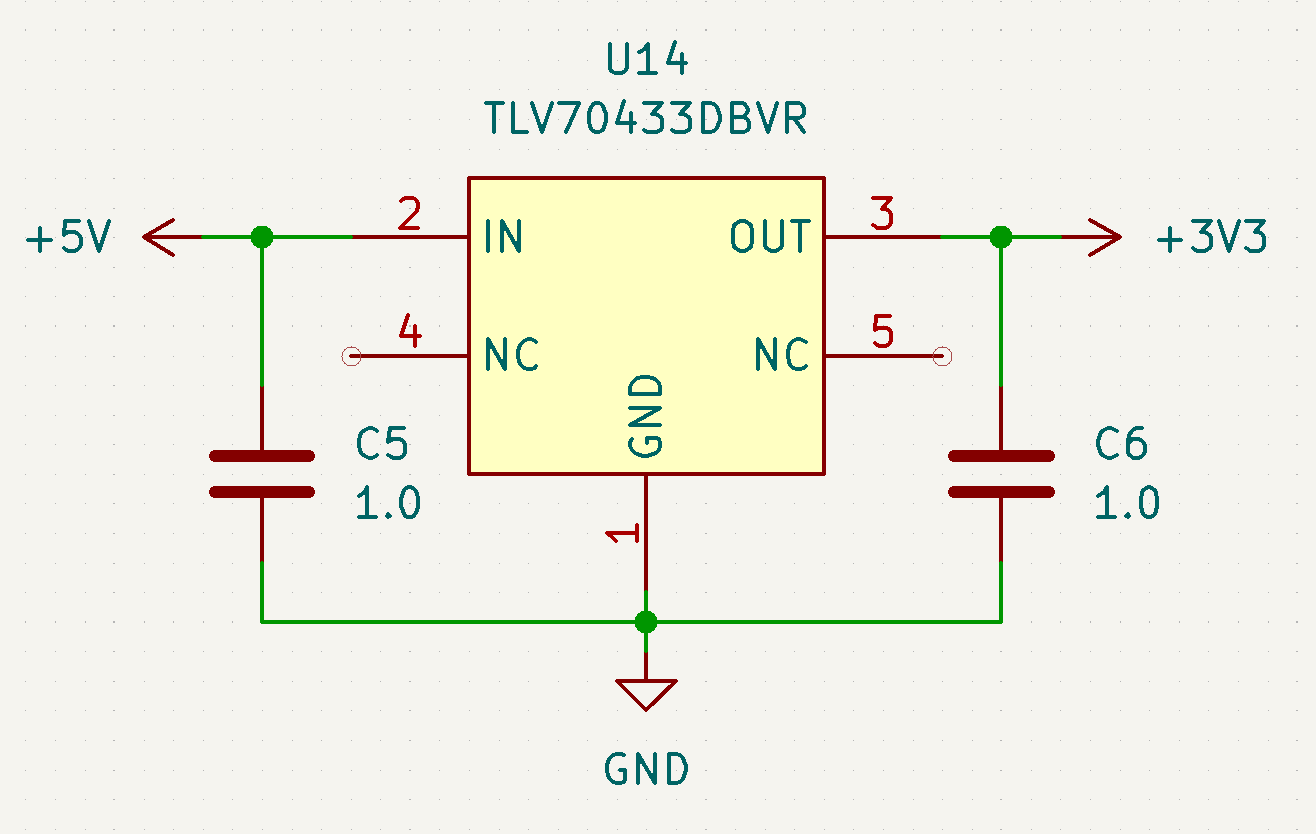 U14
TLV70433DBVR
+5V
2
IN
OUT
3
+3V3
4
NC
NC
5
GND
C5
1.0
C6
1.0
1
GND